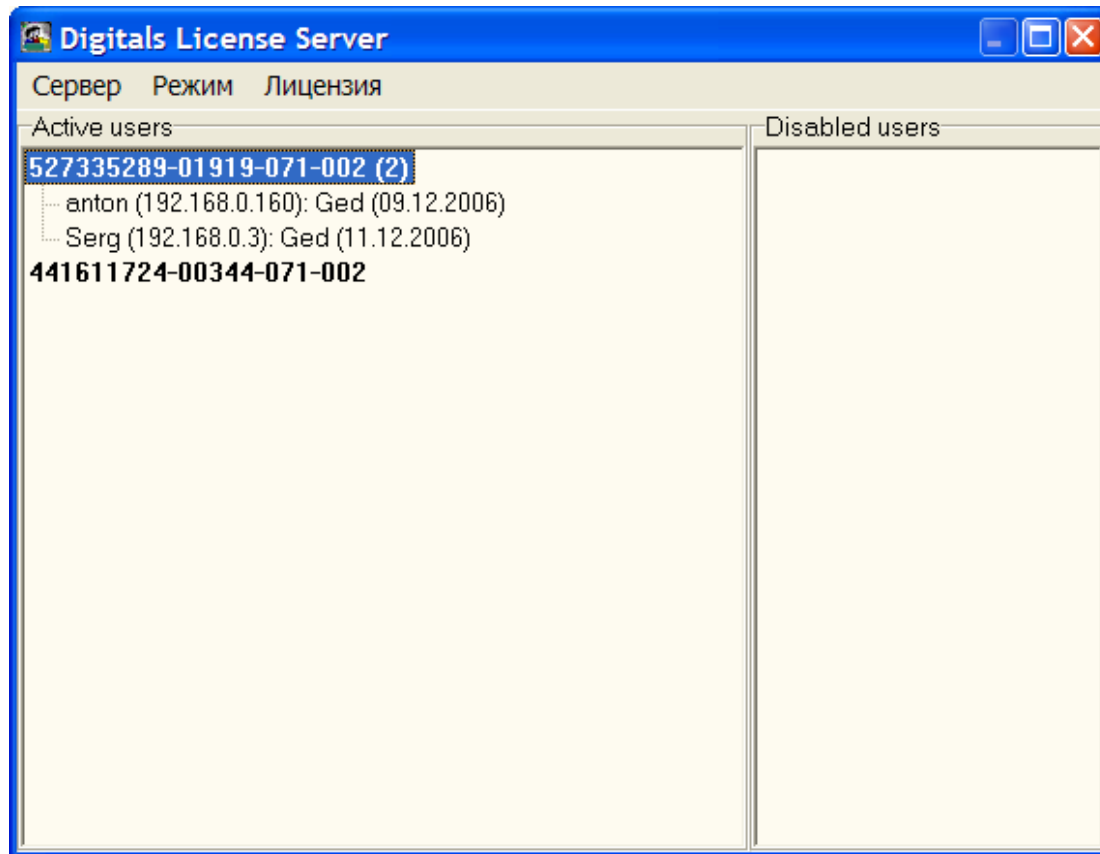 Digitals License Server
Сервер Режим Лицензия
Active users
527335289-01919-071-002 (2)
anton (192.168.0.160): Ged (09.12.2006)
Serg (192.168.0.3): Ged (11.12.2006)
441611724-00344-071-002
Disabled users